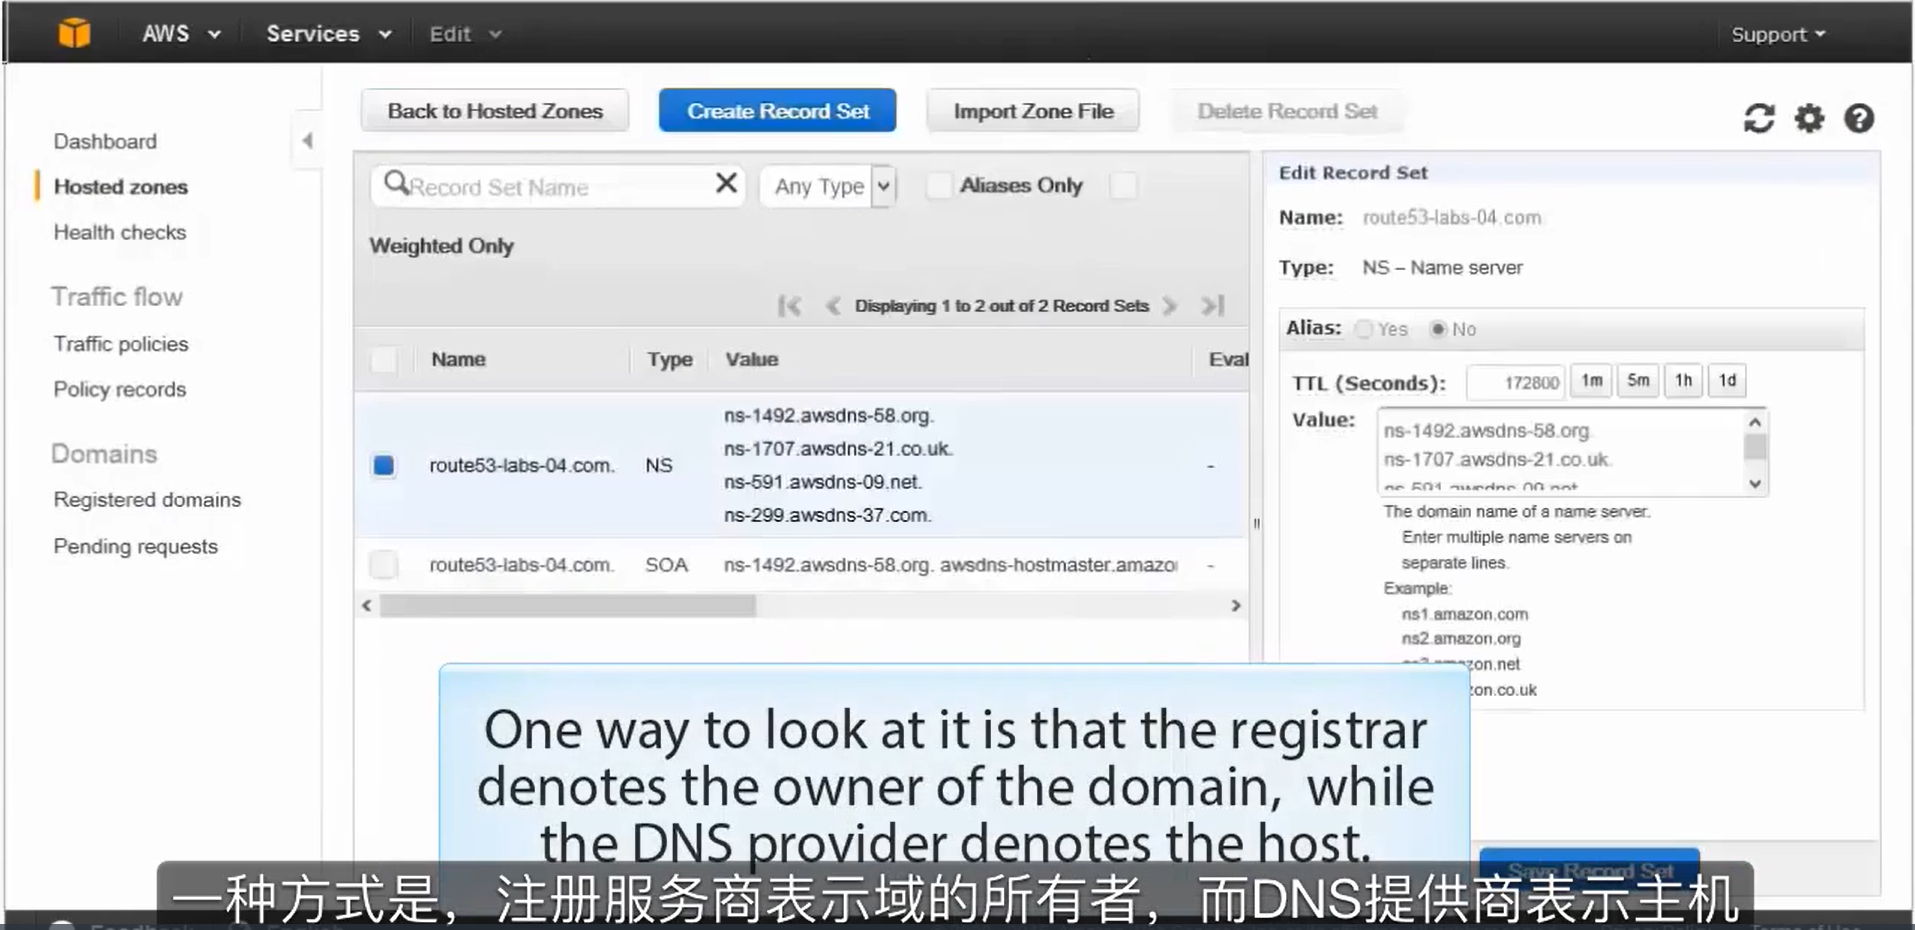 AWS Services Edit Support
Dashboard
Hosted zones
Health checks
Traffic flow
Traffic policies
Policy records
Domains
Registered domains
Pending requests
Back to Hosted Zones Create Record Set Import Zone File Delete Record Set
Record Set Name Any Type Aliases Only
Weighted Only
Displaying 1 to 2 out of 2 Record Sets
Name Type Value Eval
route53-labs-04.com. NS
ns-1492.awsdns-58.org.
ns-1707.awsdns-21.co.uk.
ns-591.awsdns-09.net.
ns-299.awsdns-37.com.
-
route53-labs-04.com. SOA ns-1492.awsdns-58.org. awsdns-hostmaster.amazo -
Edit Record Set
Name: route53-labs-04.com
Type: NS – Name server
Alias: Yes No
TTL (Seconds): 172800 1m 5m 1h 1d
Value: ns-1492.awsdns-58.org.
ns-1707.awsdns-21.co.uk.
ns-591.awsdns-09.net
The domain name of a name server.
Enter multiple name servers on
separate lines.
Example:
ns1.amazon.com
ns2.amazon.org
zon.net
zon.co.uk
Save Record Set
One way to look at it is that the registrar
denotes the owner of the domain, while
the DNS provider denotes the host.
一种方式是，注册服务商表示域的所有者，而DNS提供商表示主机